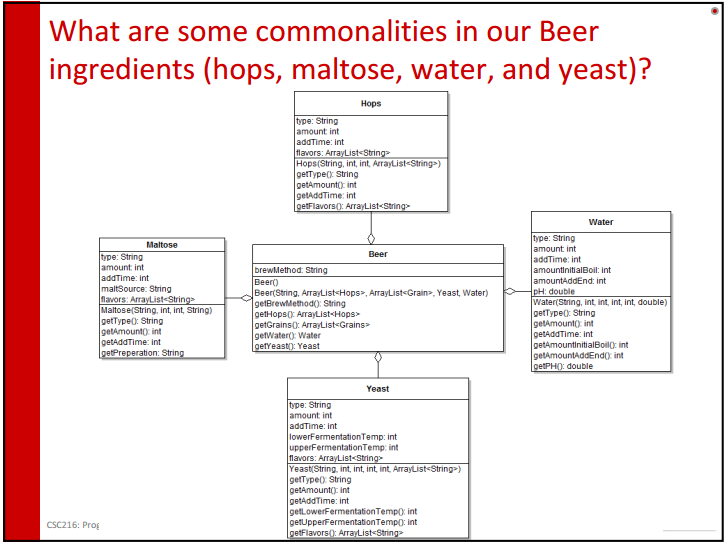 What are some commonalities in our Beer
ingredients (hops, maltose, water, and yeast)?
Hops
type: String
amount: int
addTime: int
flavors: ArrayList<String>
Hops(String, int, int, ArrayList<String>)
getType(): String
getAmount(): int
getAddTime: int
getFlavors(): ArrayList<String>
Maltose
type: String
amount: int
addTime: int
maltSource: String
flavors: ArrayList<String>
Maltose(String, int, int, String)
getType(): String
getAmount(): int
getAddTime: int
getPreperation: String
Beer
brewMethod: String
Beer()
Beer(String, ArrayList<Hops>, ArrayList<Grain>, Yeast, Water)
getBrewMethod(): String
getHops(): ArrayList<Hops>
getGrains(): ArrayList<Grains>
getWater(): Water
getYeast(): Yeast
Water
type: String
amount: int
addTime: int
amountInitialBoil: int
amountAddEnd: int
pH: double
Water(String, int, int, int, int, double)
getType(): String
getAmount(): int
getAddTime: int
getAmountInitialBoil(): int
getAmountAddEnd(): int
getPH(): double
Yeast
type: String
amount: int
addTime: int
lowerFermentationTemp: int
upperFermentationTemp: int
flavors: ArrayList<String>
Yeast(String, int, int, int, int, ArrayList<String>)
getType(): String
getAmount(): int
getAddTime: int
getLowerFermentationTemp(): int
getUpperFermentationTemp(): int
getFlavors(): ArrayList<String>
CSC216: Prog